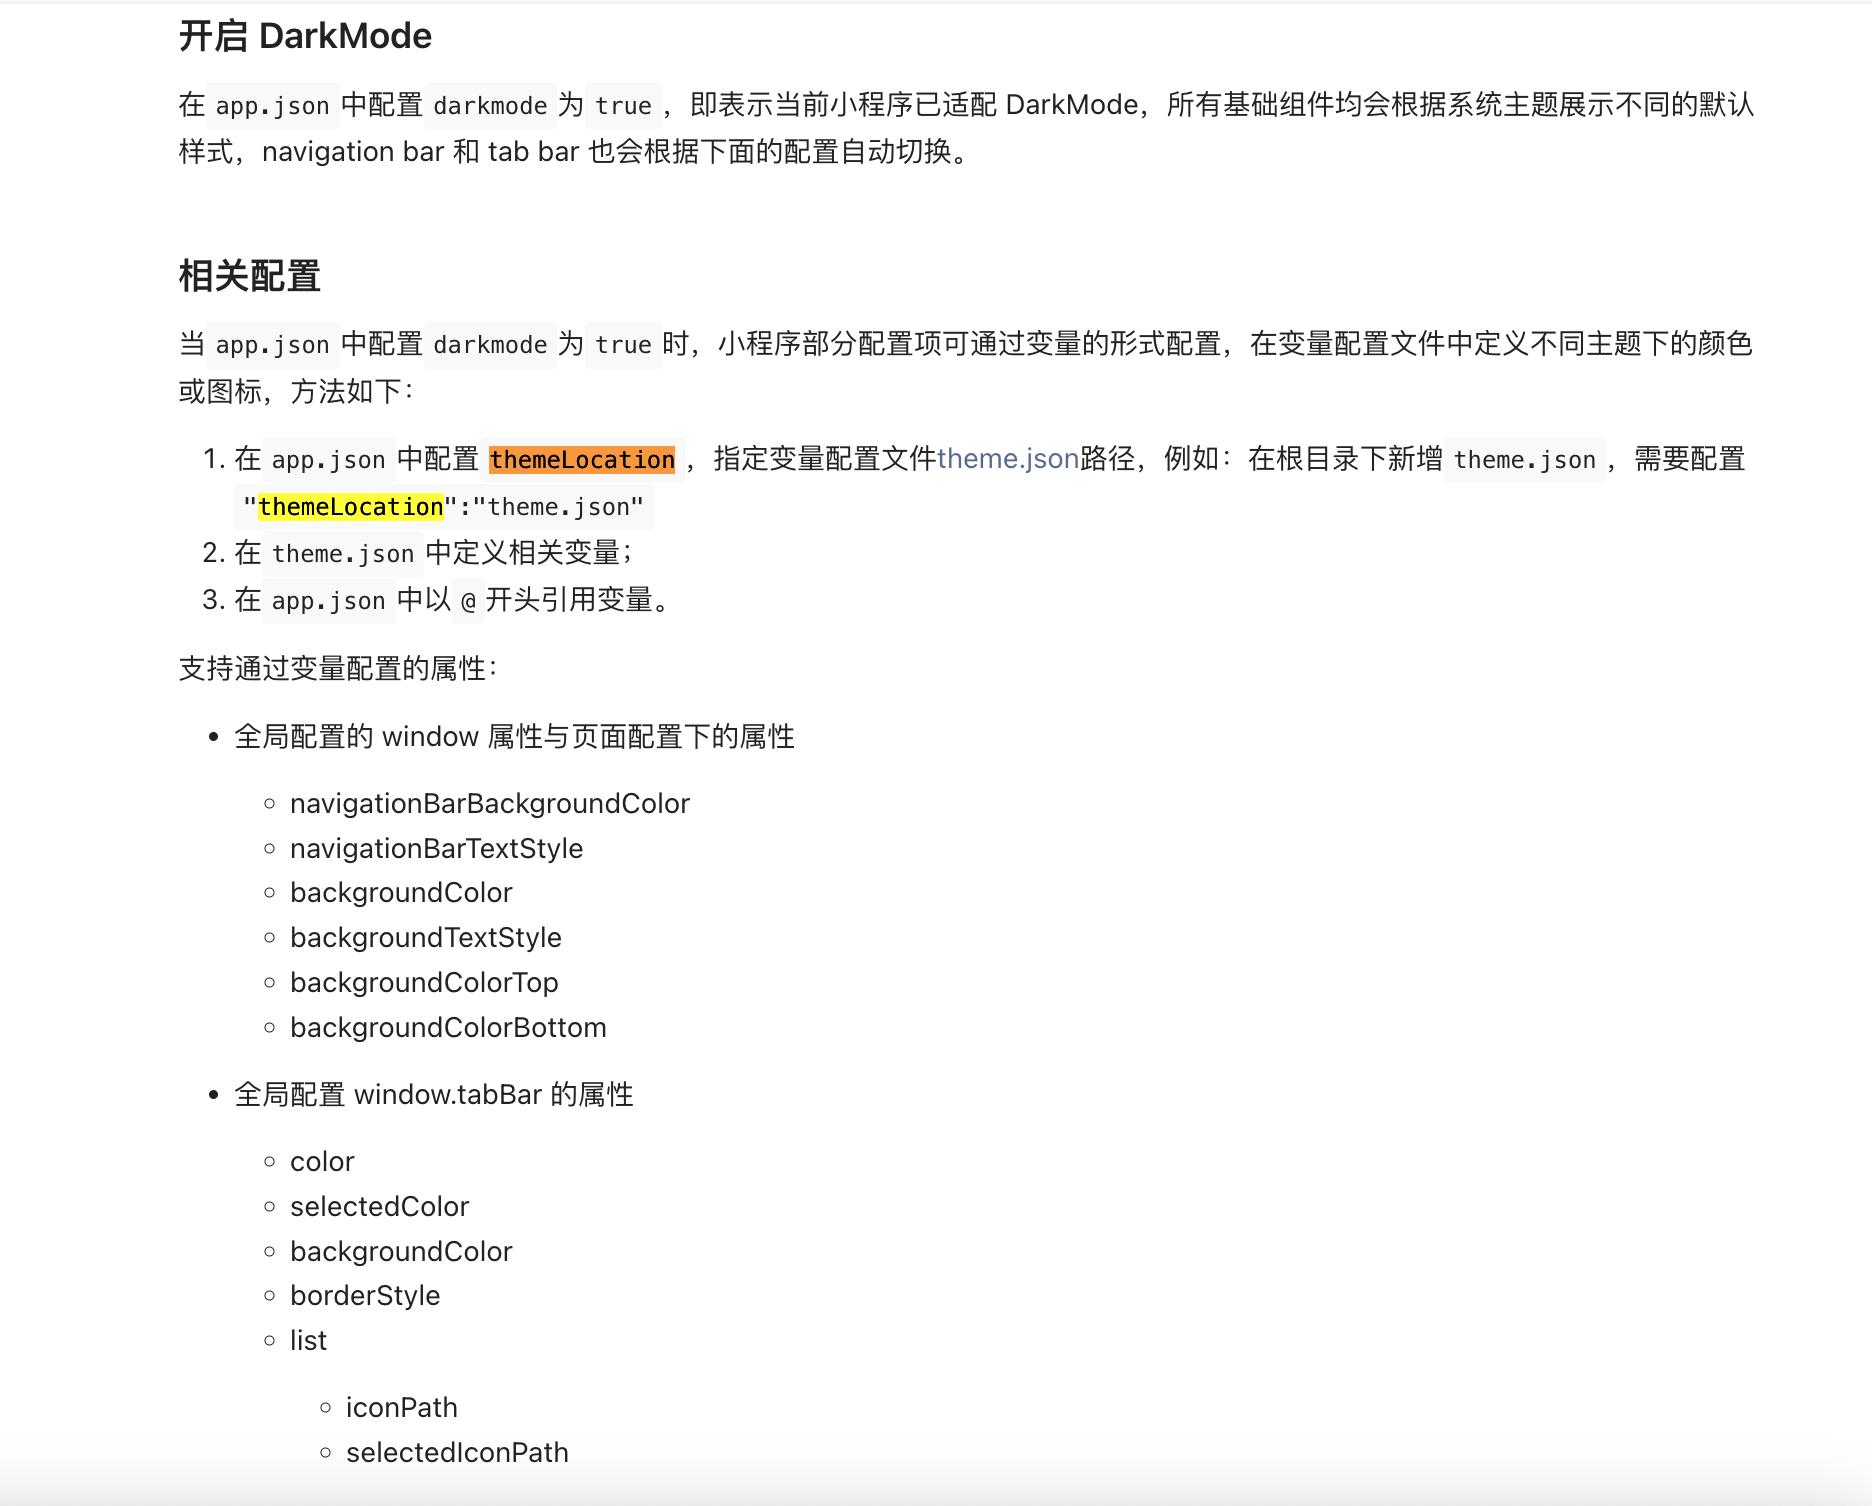 开启 DarkMode
在 app.json 中配置 darkmode 为 true ，即表示当前小程序已适配 DarkMode，所有基础组件均会根据系统主题展示不同的默认
样式，navigation bar 和 tab bar 也会根据下面的配置自动切换。
相关配置
当 app.json 中配置 darkmode 为 true 时，小程序部分配置项可通过变量的形式配置，在变量配置文件中定义不同主题下的颜色
或图标，方法如下：
1. 在 app.json 中配置 themeLocation ，指定变量配置文件theme.json路径，例如：在根目录下新增 theme.json ，需要配置
"themeLocation":"theme.json"
2. 在 theme.json 中定义相关变量；
3. 在 app.json 中以 @ 开头引用变量。
支持通过变量配置的属性：
• 全局配置的 window 属性与页面配置下的属性
○ navigationBarBackgroundColor
○ navigationBarTextStyle
○ backgroundColor
○ backgroundTextStyle
○ backgroundColorTop
○ backgroundColorBottom
• 全局配置 window.tabBar 的属性
○ color
○ selectedColor
○ backgroundColor
○ borderStyle
○ list
○ iconPath
○ selectedIconPath